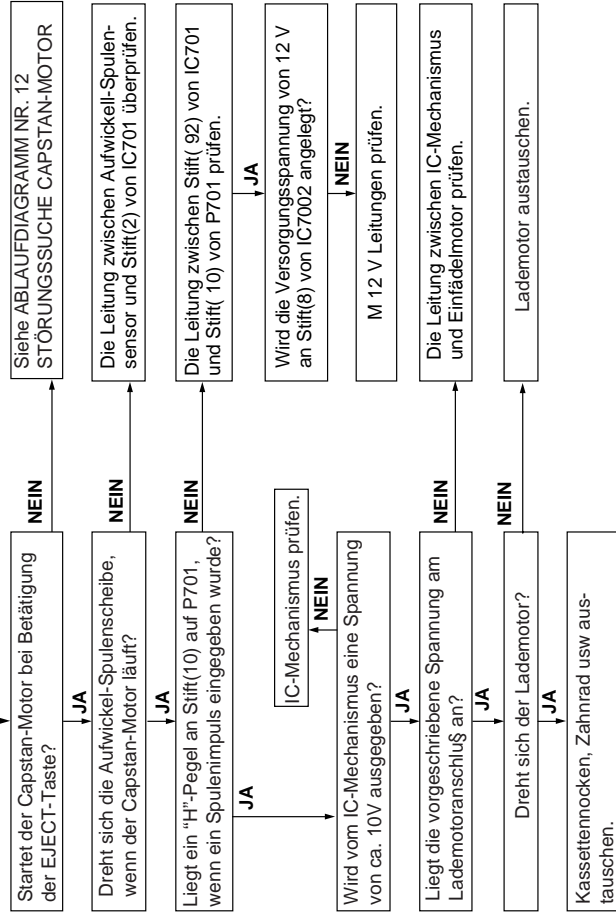 Startet der Capstan-Motor bei Betätigung
der EJECT-Taste?
NEIN
Siehe ABLAUFDIAGRAMM NR. 12
STÖRUNGSSUCHE CAPSTAN-MOTOR
JA
Dreht sich die Aufwickel-Spulenscheibe,
wenn der Capstan-Motor läuft?
NEIN
Die Leitung zwischen Aufwickell-Spulen-
sensor und Stift(2) von IC701 überprüfen.
JA
Liegt ein “H”-Pegel an Stift(10) auf P701,
wenn ein Spulenimpuls eingegeben wurde?
NEIN
Die Leitung zwischen Stift( 92) von IC701
und Stift( 10) von P701 prüfen.
JA
Wird die Versorgungsspannung von 12 V
an Stift(8) von IC7002 angelegt?
NEIN
M 12 V Leitungen prüfen.
JA
IC-Mechanismus prüfen.
NEIN
Wird vom IC-Mechanismus eine Spannung
von ca. 10V ausgegeben?
JA
Liegt die vorgeschriebene Spannung am
Lademotoranschlu§ an?
NEIN
Die Leitung zwischen IC-Mechanismus
und Einfädelmotor prüfen.
JA
Dreht sich der Lademotor?
NEIN
Lademotor austauschen.
JA
Kassettennocken, Zahnrad usw aus-
tauschen.